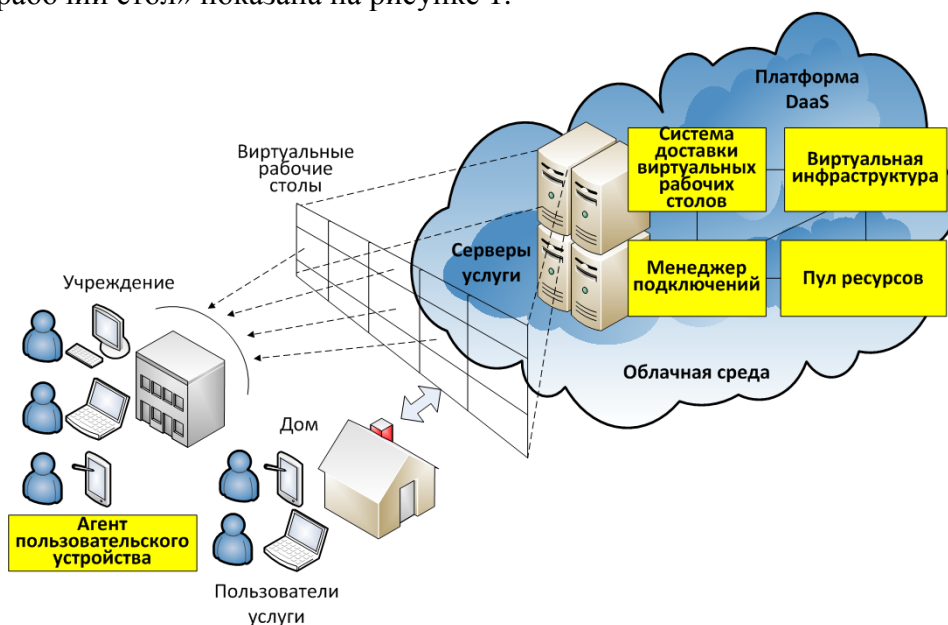 рабочий стол» показана на рисунке 1.
Платформа
DaaS
Система
доставки
виртуальных
рабочих
столов
Виртуальная
инфраструктура
Виртуальные
рабочие
столы
Серверы
услуги
Менеджер
подключений
Пул ресурсов
Учреждение
Облачная среда
Дом
Агент
пользовательского
устройства
Пользователи
услуги